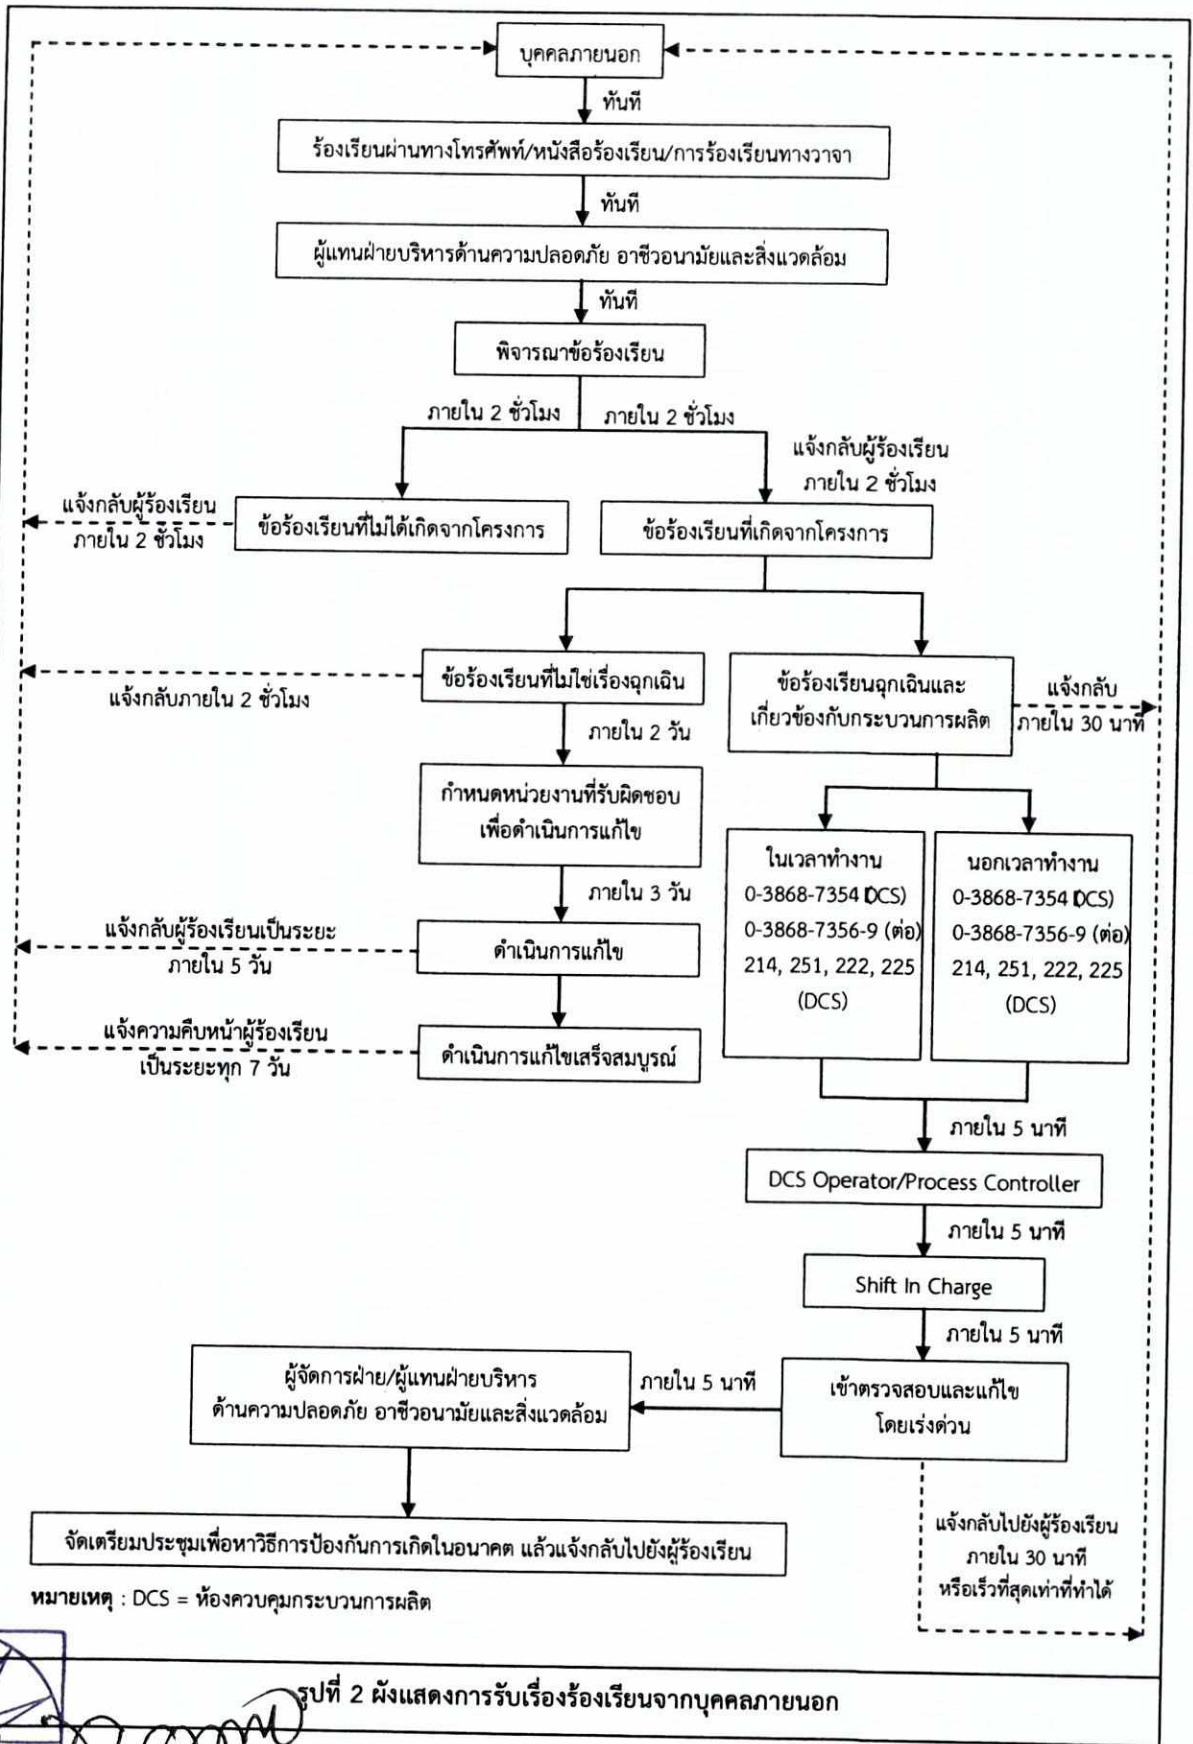 บุคคลภายนอก
ทันที
ร้องเรียนผ่านทางโทรศัพท์/หนังสือร้องเรียน/การร้องเรียนทางวาจา
ทันที
ผู้แทนฝ่ายบริหารด้านความปลอดภัย อาชีวอนามัยและสิ่งแวดล้อม
ทันที
พิจารณาข้อร้องเรียน
ภายใน 2 ชั่วโมง
ภายใน 2 ชั่วโมง
แจ้งกลับผู้ร้องเรียน
ภายใน 2 ชั่วโมง
แจ้งกลับผู้ร้องเรียน
ภายใน 2 ชั่วโมง
ข้อร้องเรียนที่ไม่ได้เกิดจากโครงการ
ข้อร้องเรียนที่เกิดจากโครงการ
แจ้งกลับภายใน 2 ชั่วโมง
ข้อร้องเรียนที่ไม่ใช่เรื่องฉุกเฉิน
ข้อร้องเรียนฉุกเฉินและ
เกี่ยวข้องกับกระบวนการผลิต
แจ้งกลับ
ภายใน 30 นาที
ภายใน 2 วัน
กำหนดหน่วยงานที่รับผิดชอบ
เพื่อดำเนินการแก้ไข
ภายใน 3 วัน
แจ้งกลับผู้ร้องเรียนเป็นระยะ
ภายใน 5 วัน
ดำเนินการแก้ไข
แจ้งความคืบหน้าผู้ร้องเรียน
เป็นระยะทุก 7 วัน
ดำเนินการแก้ไขเสร็จสมบูรณ์
ในเวลาทำงาน
0-3868-7354 DCS)
0-3868-7356-9 (ต่อ)
214, 251, 222, 225
(DCS)
นอกเวลาทำงาน
0-3868-7354 DCS)
0-3868-7356-9 (ต่อ)
214, 251, 222, 225
(DCS)
ภายใน 5 นาที
DCS Operator/Process Controller
ภายใน 5 นาที
Shift In Charge
ภายใน 5 นาที
เข้าตรวจสอบและแก้ไข
โดยเร่งด่วน
ภายใน 5 นาที
ผู้จัดการฝ่าย/ผู้แทนฝ่ายบริหาร
ด้านความปลอดภัย อาชีวอนามัยและสิ่งแวดล้อม
แจ้งกลับไปยังผู้ร้องเรียน
ภายใน 30 นาที
หรือเร็วที่สุดเท่าที่ทำได้
จัดเตรียมประชุมเพื่อหาวิธีการป้องกันการเกิดในอนาคต แล้วแจ้งกลับไปยังผู้ร้องเรียน
หมายเหตุ : DCS = ห้องควบคุมกระบวนการผลิต
รูปที่ 2 ผังแสดงการรับเรื่องร้องเรียนจากบุคคลภายนอก